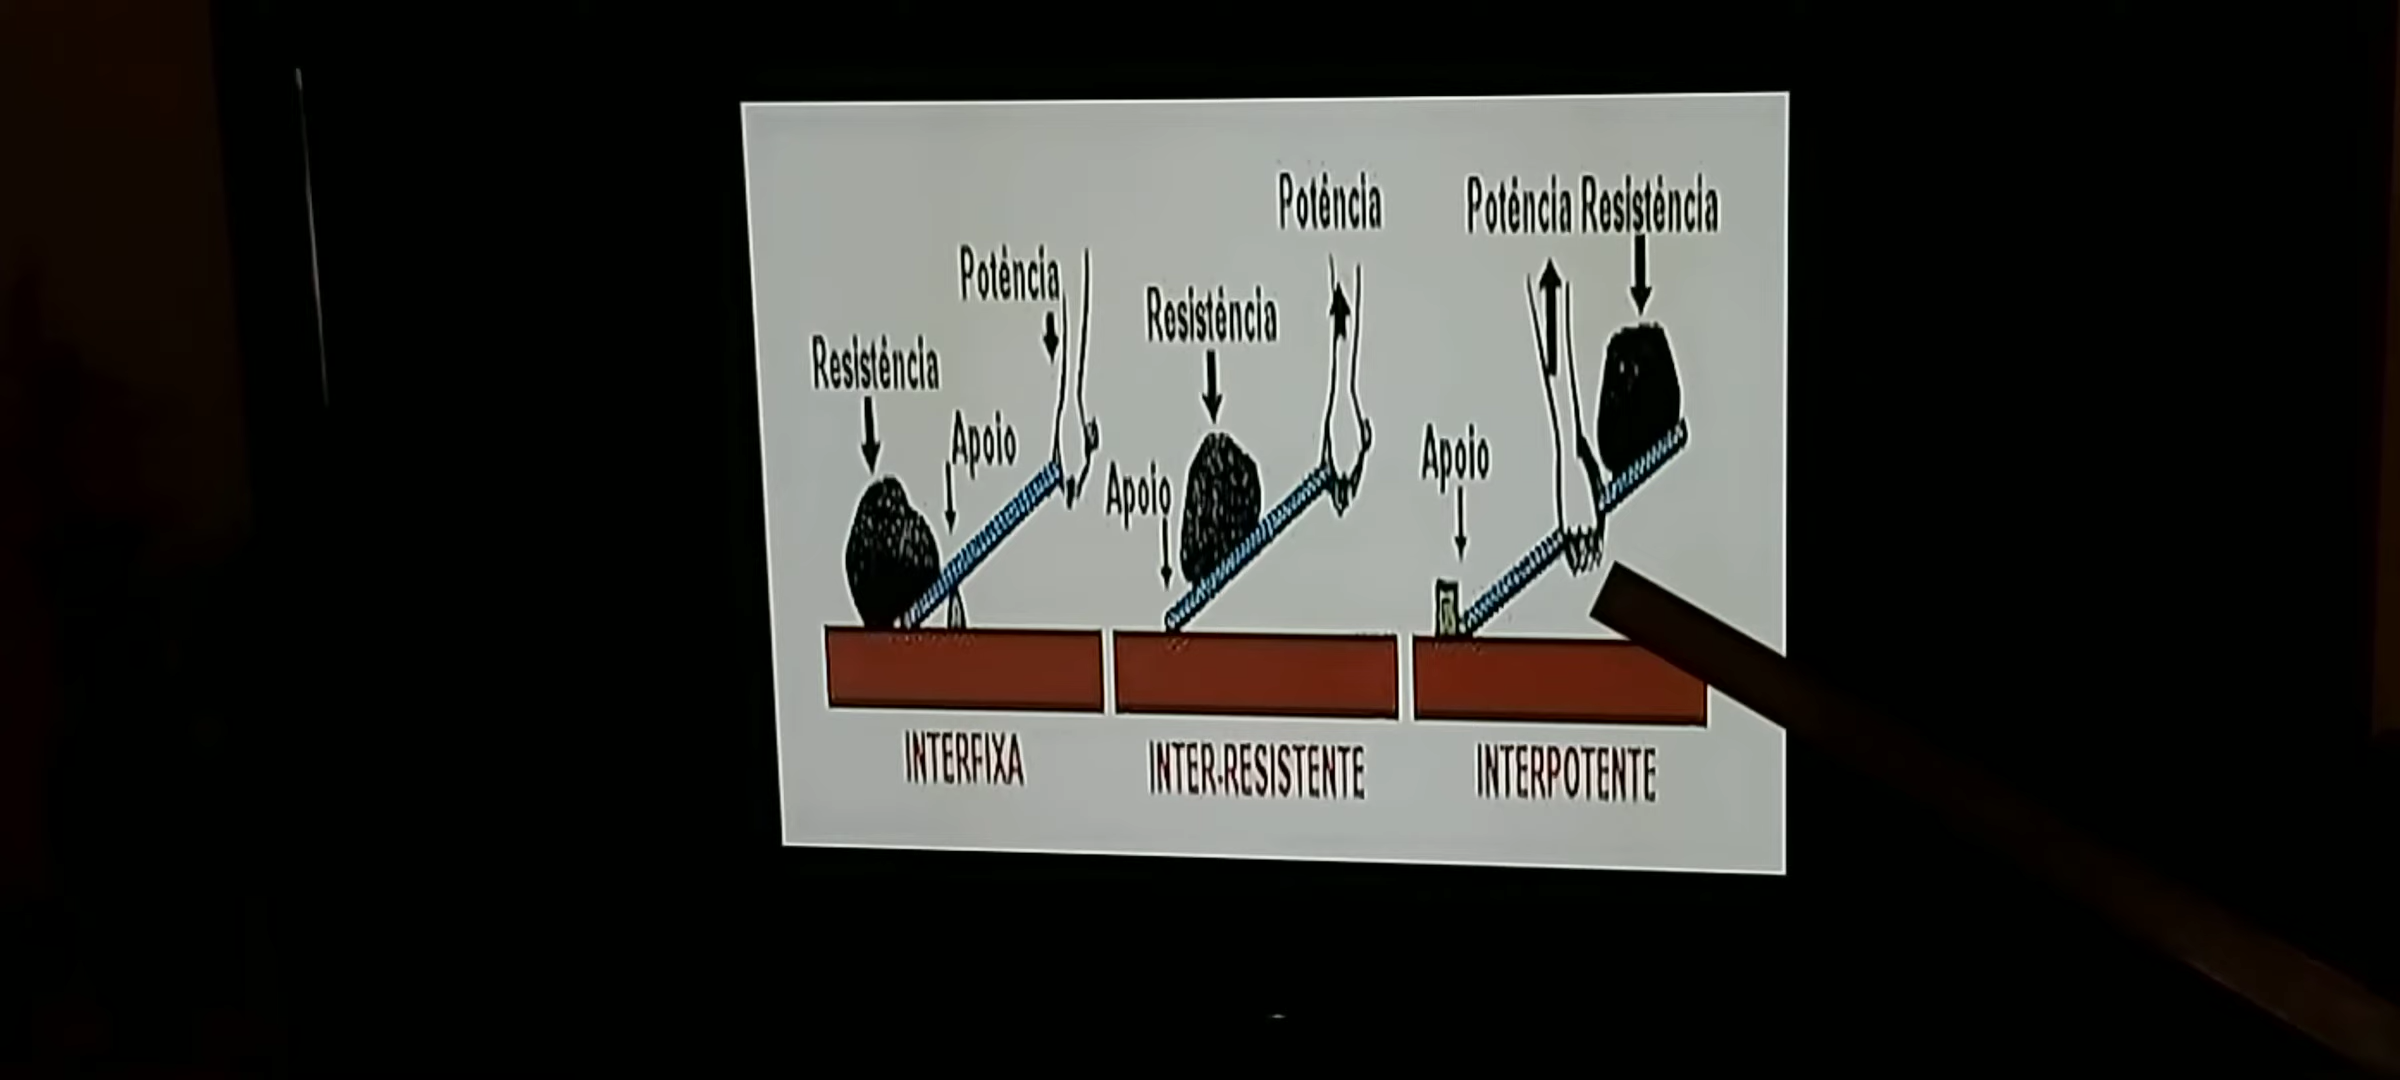 Potência
Resistência
Apoio
INTERFIXA
Potência
Resistência
Apoio
INTER-RESISTENTE
Potência Resistência
Apoio
INTERPOTENTE